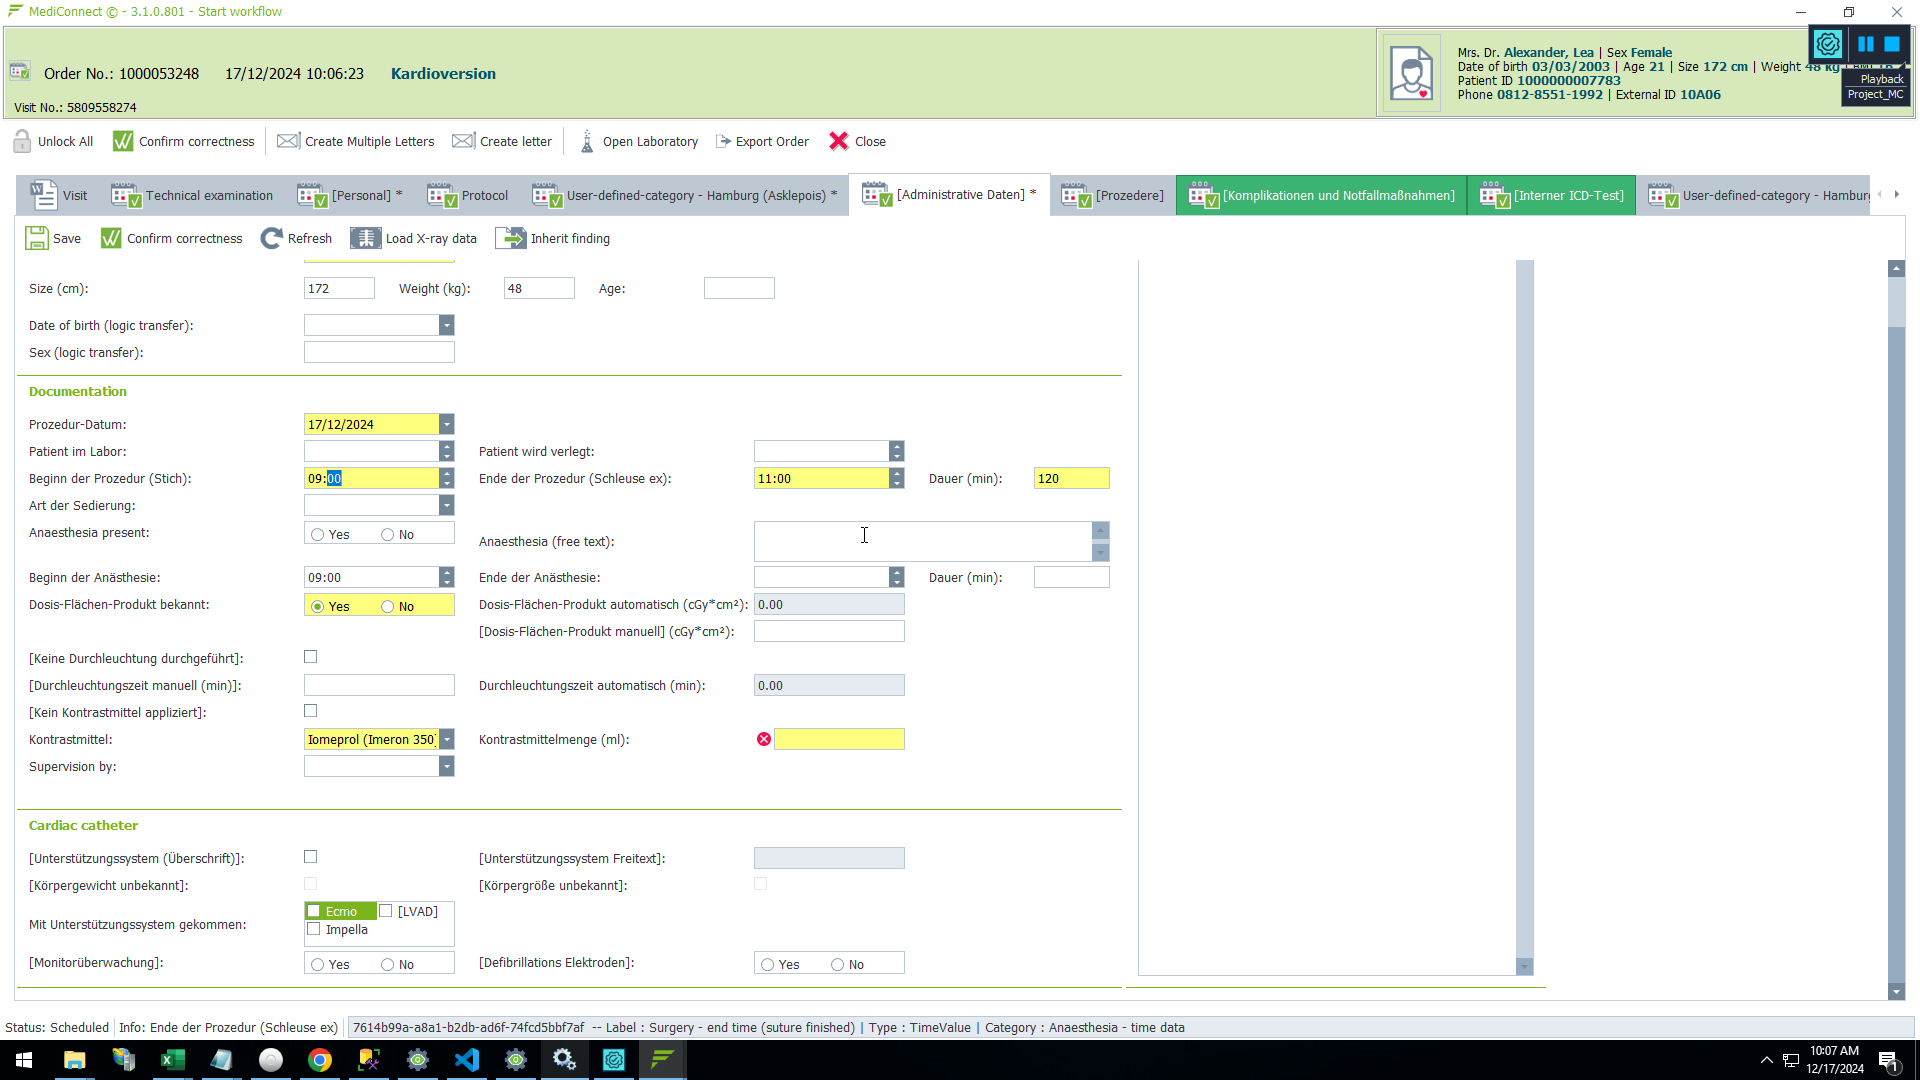 MediConnect © - 3.1.0.801 - Start workflow
Order No.: 1000053248 17/12/2024 10:06:23 Kardioversion
Visit No.: 5809558274
Mrs. Dr. Alexander, Lea | Sex Female
Date of birth 03/03/2003 | Age 21 | Size 172 cm | Weight 48 kg
Patient ID 1000000007783
Phone 0812-8551-1992 | External ID 10A06
Playback
Project_MC
Unlock All Confirm correctness Create Multiple Letters Create letter Open Laboratory Export Order Close
Visit Technical examination [Personal] * Protocol User-defined-category - Hamburg (Asklepois) * [Administrative Daten] * [Prozedere] [Komplikationen und Notfallmaßnahmen] [Interner ICD-Test] User-defined-category - Hamburg
Save Confirm correctness Refresh Load X-ray data Inherit finding
Size (cm): 172 Weight (kg): 48 Age:
Date of birth (logic transfer):
Sex (logic transfer):
Documentation
Prozedur-Datum: 17/12/2024
Patient im Labor: Patient wird verlegt:
Beginn der Prozedur (Stich): 09:00 Ende der Prozedur (Schleuse ex): 11:00 Dauer (min): 120
Art der Sedierung:
Anaesthesia present: Yes No Anaesthesia (free text):
Beginn der Anästhesie: 09:00 Ende der Anästhesie: Dauer (min):
Dosis-Flächen-Produkt bekannt: Yes No Dosis-Flächen-Produkt automatisch (cGy*cm²): 0.00
[Dosis-Flächen-Produkt manuell] (cGy*cm²):
[Keine Durchleuchtung durchgeführt]:
[Durchleuchtungszeit manuell (min)]: Durchleuchtungszeit automatisch (min): 0.00
[Kein Kontrastmittel appliziert]:
Kontrastmittel: Iomeprol (Imeron 350) Kontrastmittelmenge (ml):
Supervision by:
Cardiac catheter
[Unterstützungssystem (Überschrift)]: [Unterstützungssystem Freitext]:
[Körpergewicht unbekannt]: [Körpergröße unbekannt]:
Mit Unterstützungssystem gekommen: Ecmo [LVAD]
Impella
[Monitorüberwachung]: Yes No [Defibrillations Elektroden]: Yes No
Status: Scheduled Info: Ende der Prozedur (Schleuse ex) 7614b99a-a8a1-b2db-ad6f-74fcd5bbf7af -- Label : Surgery - end time (suture finished) | Type : TimeValue | Category : Anaesthesia - time data
10:07 AM
12/17/2024
1